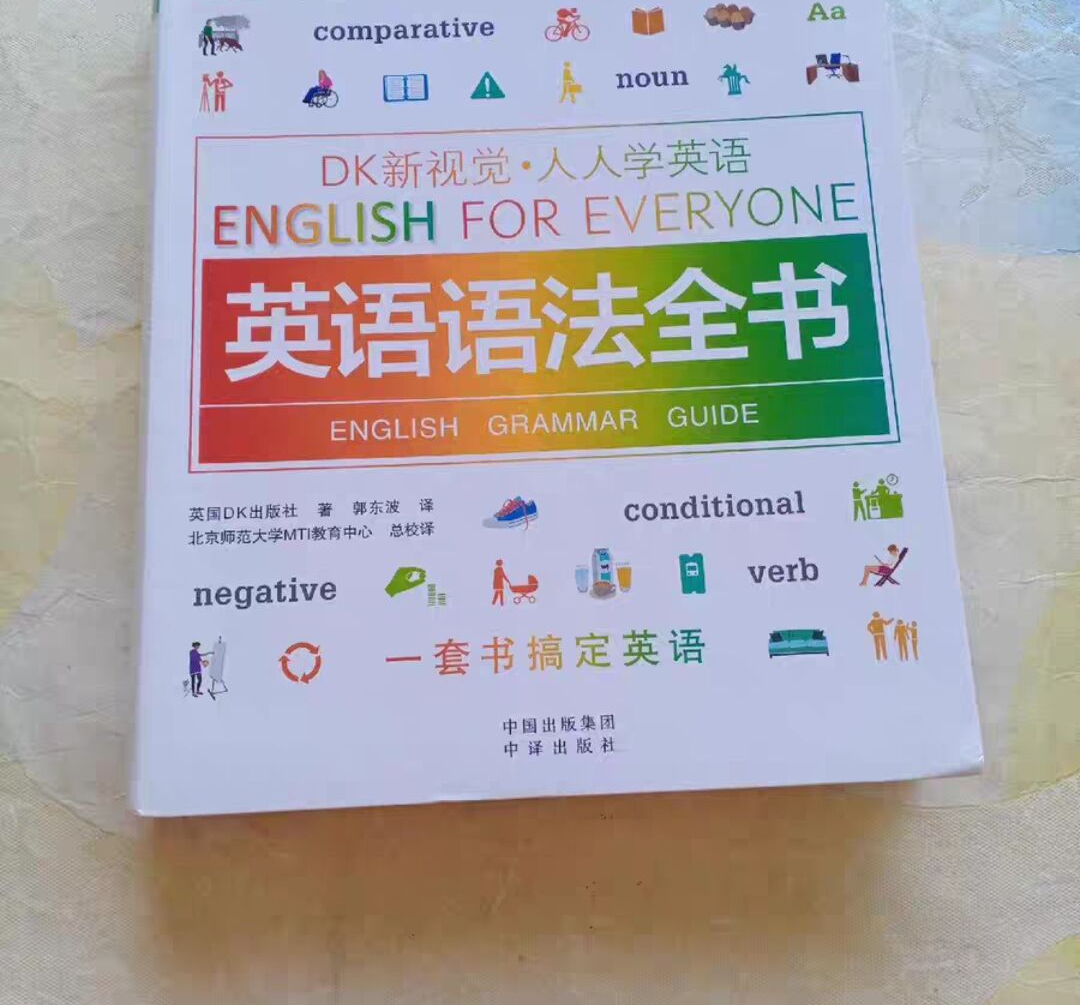 comparative
Aa
noun
DK新视觉·人人学英语
ENGLISH FOR EVERYONE
英语语法全书
ENGLISH GRAMMAR GUIDE
英国DK出版社 著 郭东波 译
北京师范大学MTI教育中心 总校译
conditional
negative
verb
一套书搞定英语
中国出版集团
中译出版社